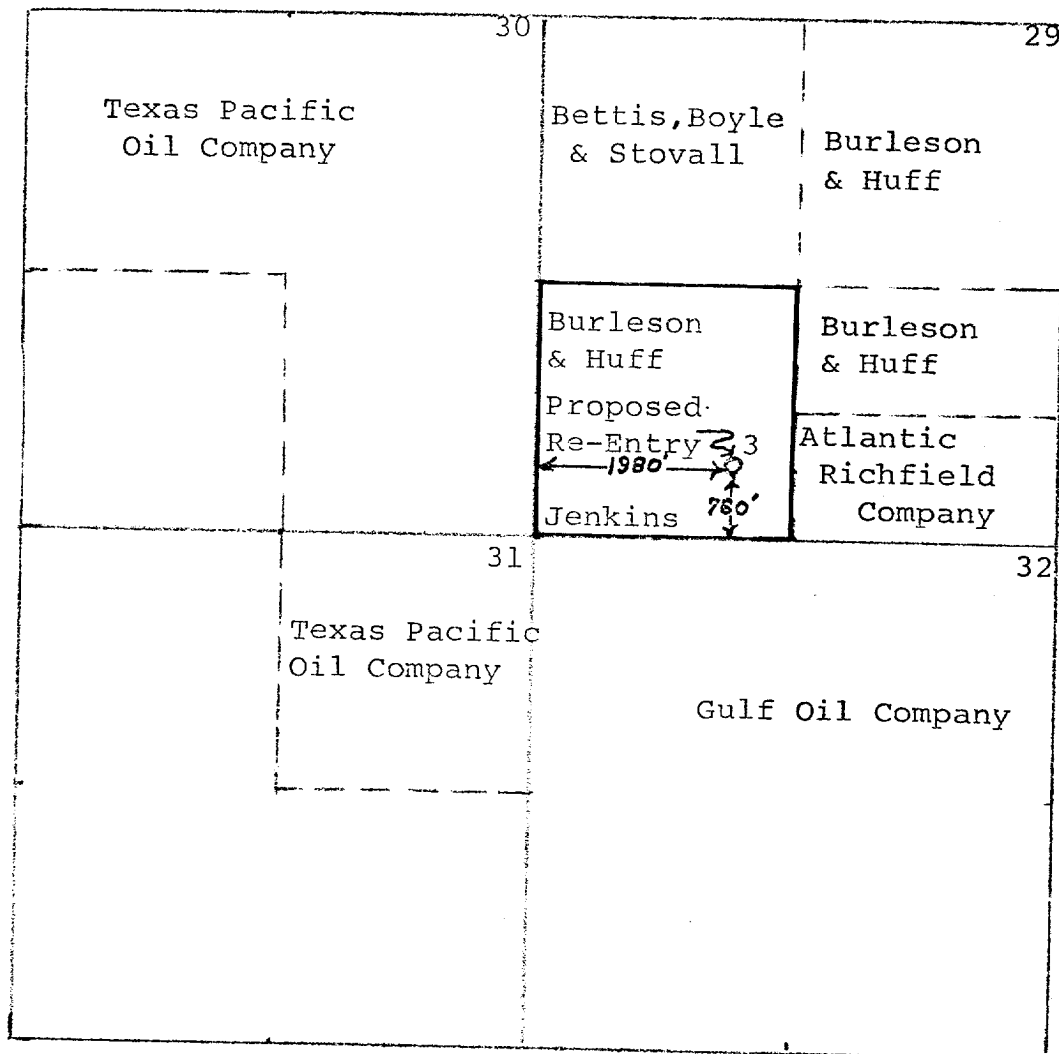 30
29
Texas Pacific
Oil Company
Bettis,Boyle
& Stovall
Burleson
& Huff
Burleson
& Huff
Proposed
Re-Entry
3
1980'
760'
Jenkins
Burleson
& Huff
Atlantic
Richfield
Company
31
32
Texas Pacific
Oil Company
Gulf Oil Company